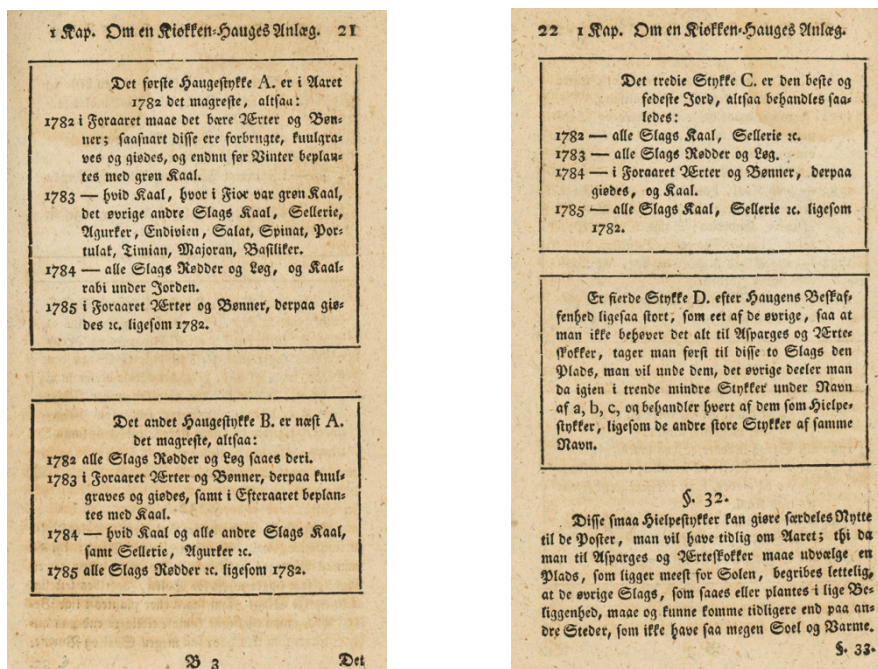 1 Kap. Om en Kiøkken-Hauges Anlæg. 21
Det første Haugestykke A. er i Aaret
1782 det magreste, altsaa:
1782 i Foraaret maae det bære Ærter og Bøn-
ner; saasnart disse ere forbrugte, kuulgra-
ves og giødes, og endnu før Vinter beplan-
tes med grøn Kaal.
1783 — hvid Kaal, hvor i Fior var grøn Kaal,
det øvrige andre Slags Kaal, Sellerie,
Agurker, Endivien, Salat, Spinat, Por-
tulak, Timian, Majoran, Basiliker.
1784 — alle Slags Rødder og Løg, og Kaal-
rabi under Jorden.
1785 i Foraaret Ærter og Bønner, derpaa giø-
des ꝛc. ligesom 1782.
Det andet Haugestykke B. er næst A.
det magreste, altsaa:
1782 alle Slags Rødder og Løg saaes deri.
1783 i Foraaret Ærter og Bønner, derpaa kuul-
graves og giødes, samt i Efteraaret beplan-
tes med Kaal.
1784 — hvid Kaal og alle andre Slags Kaal,
samt Sellerie, Agurker ꝛc.
1785 alle Slags Rødder ꝛc. ligesom 1782.
B 3 Det
22 1 Kap. Om en Kiøkken-Hauges Anlæg.
Det tredie Stykke C. er den beste og
fedeste Jord, altsaa behandles saa-
ledes:
1782 — alle Slags Kaal, Sellerie ꝛc.
1783 — alle Slags Rødder og Løg.
1784 — i Foraaret Ærter og Bønner, derpaa
giødes, og Kaal.
1785 — alle Slags Kaal, Sellerie ꝛc. ligesom
1782.
Er fierde Stykke D. efter Haugens Beskaf-
fenhed ligesaa stort, som eet af de øvrige, saa at
man ikke behøver det alt til Asparges og Ærte-
skokker, tager man først til disse to Slags den
Plads, man vil unde dem, det øvrige deeler man
da igien i trende mindre Stykker under Navn
af a, b, c, og behandler hvert af dem som Hielpe-
stykker, ligesom de andre store Stykker af samme
Navn.
§. 32.
Disse smaa Hielpestykker kan giøre særdeles Nytte
til de Poster, man vil have tidlig om Aaret; thi da
man til Asparges og Ærteskokker maae udvælge en
Plads, som ligger meest for Solen, begribes lettelig,
at de øvrige Slags, som saaes eller plantes i lige Be-
liggenhed, maae og kunne komme tidligere end paa an-
dre Steder, som ikke have saa megen Soel og Varme.
§. 33.